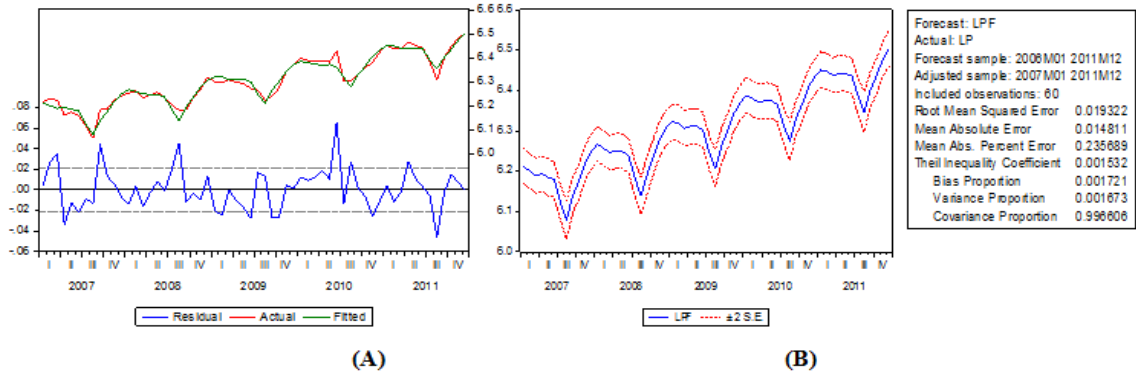 6.6
6.5
6.4
6.3
6.2
6.1
6.0
.08
.06
.04
.02
.00
-.02
-.04
-.06
I II III IV I II III IV I II III IV I II III IV I II III IV
2007 2008 2009 2010 2011
Residual Actual Fitted
(A)
6.6
6.5
6.4
6.3
6.2
6.1
6.0
I II III IV I II III IV I II III IV I II III IV I II III IV
2007 2008 2009 2010 2011
LPF ±2 S.E.
(B)
Forecast: LPF
Actual: LP
Forecast sample: 2006M01 2011M12
Adjusted sample: 2007M01 2011M12
Included observations: 60
Root Mean Squared Error 0.019322
Mean Absolute Error 0.014811
Mean Abs. Percent Error 0.235689
Theil Inequality Coefficient 0.001532
Bias Proportion 0.001721
Variance Proportion 0.001673
Covariance Proportion 0.996606